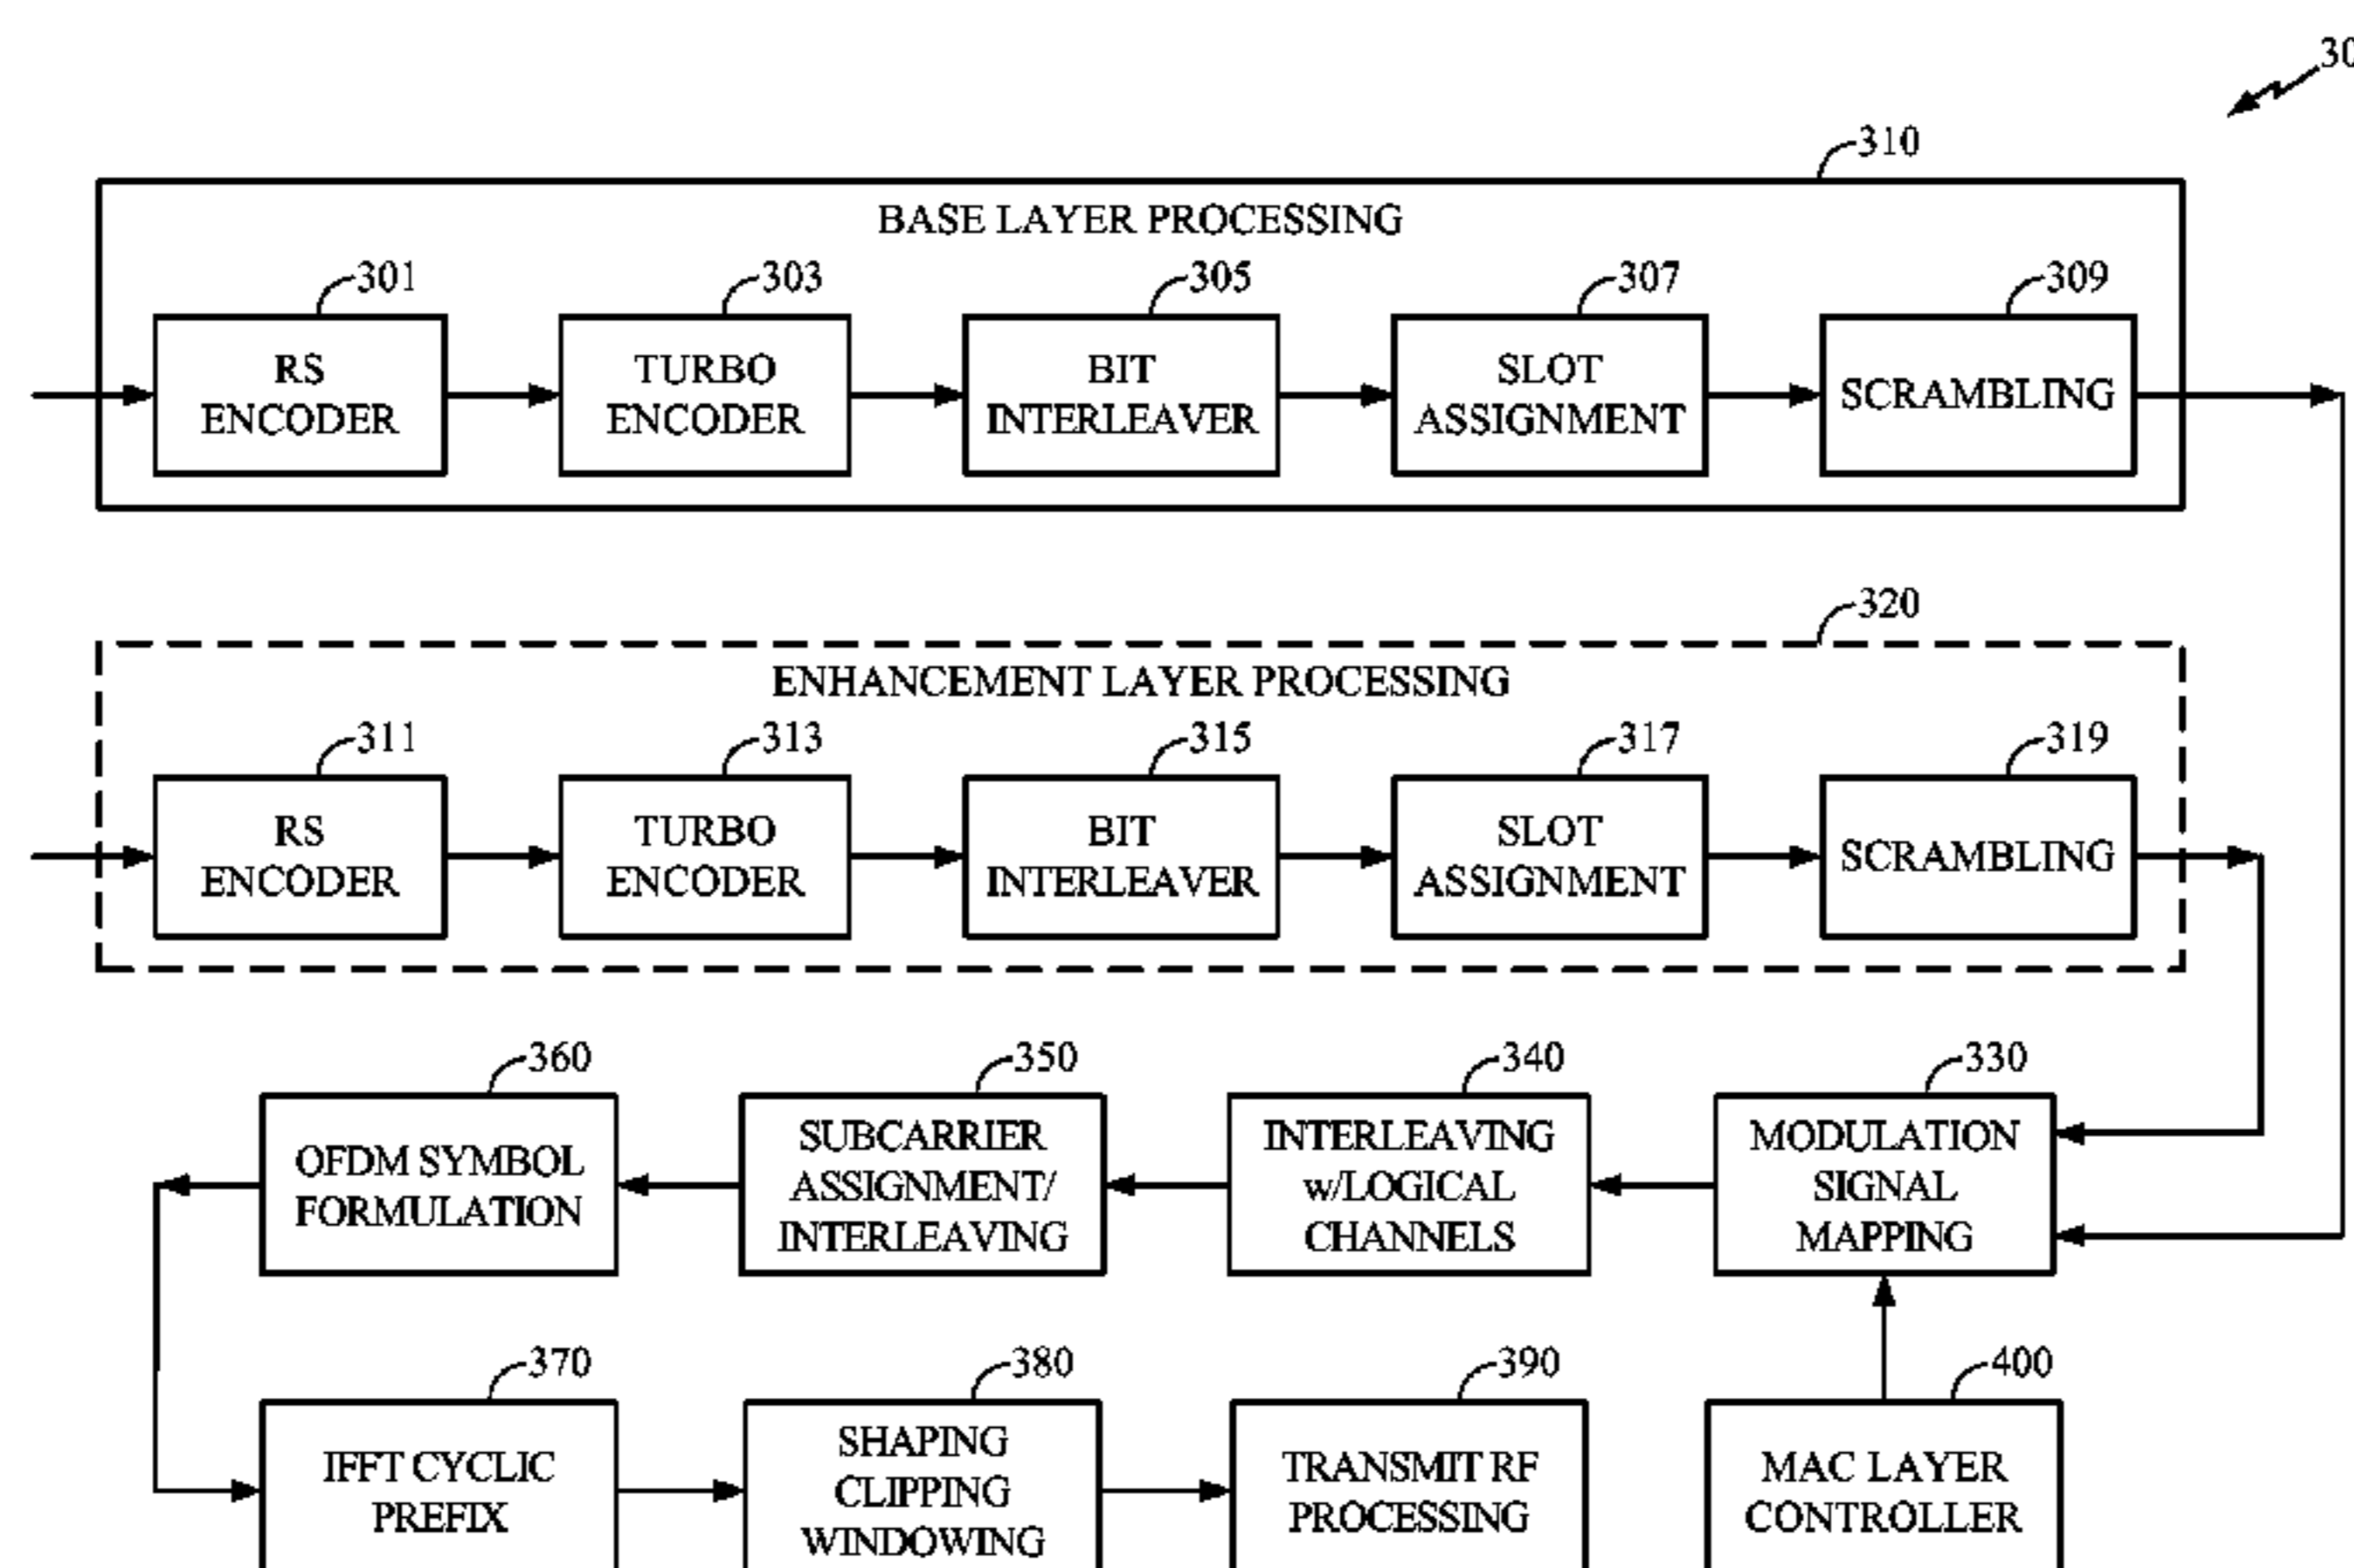 310
BASE LAYER PROCESSING
301
303
305
307
309
RS
ENCODER
TURBO
ENCODER
BIT
INTERLEAVER
SLOT
ASSIGNMENT
SCRAMBLING
320
ENHANCEMENT LAYER PROCESSING
311
313
315
317
319
RS
ENCODER
TURBO
ENCODER
BIT
INTERLEAVER
SLOT
ASSIGNMENT
SCRAMBLING
360
350
340
330
OFDM SYMBOL
FORMULATION
SUBCARRIER
ASSIGNMENT/
INTERLEAVING
INTERLEAVING
w/LOGICAL
CHANNELS
MODULATION
SIGNAL
MAPPING
370
380
390
400
IFFT CYCLIC
PREFIX
SHAPING
CLIPPING
WINDOWING
TRANSMIT RF
PROCESSING
MAC LAYER
CONTROLLER